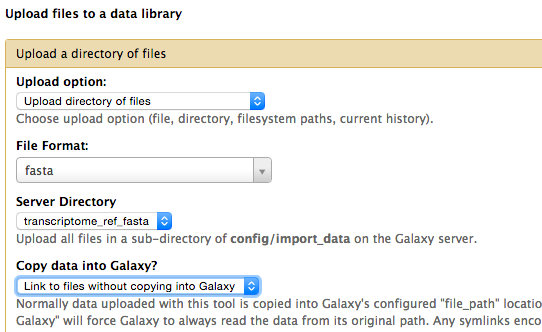 Upload files to a data library
Upload a directory of files
Upload option:
Upload directory of files
Choose upload option (file, directory, filesystem paths, current history).
File Format:
fasta
Server Directory
transcriptome_ref_fasta
Upload all files in a sub-directory of config/import_data on the Galaxy server.
Copy data into Galaxy?
Link to files without copying into Galaxy
Normally data uploaded with this tool is copied into Galaxy's configured "file_path" locatio
Galaxy" will force Galaxy to always read the data from its original path. Any symlinks enco